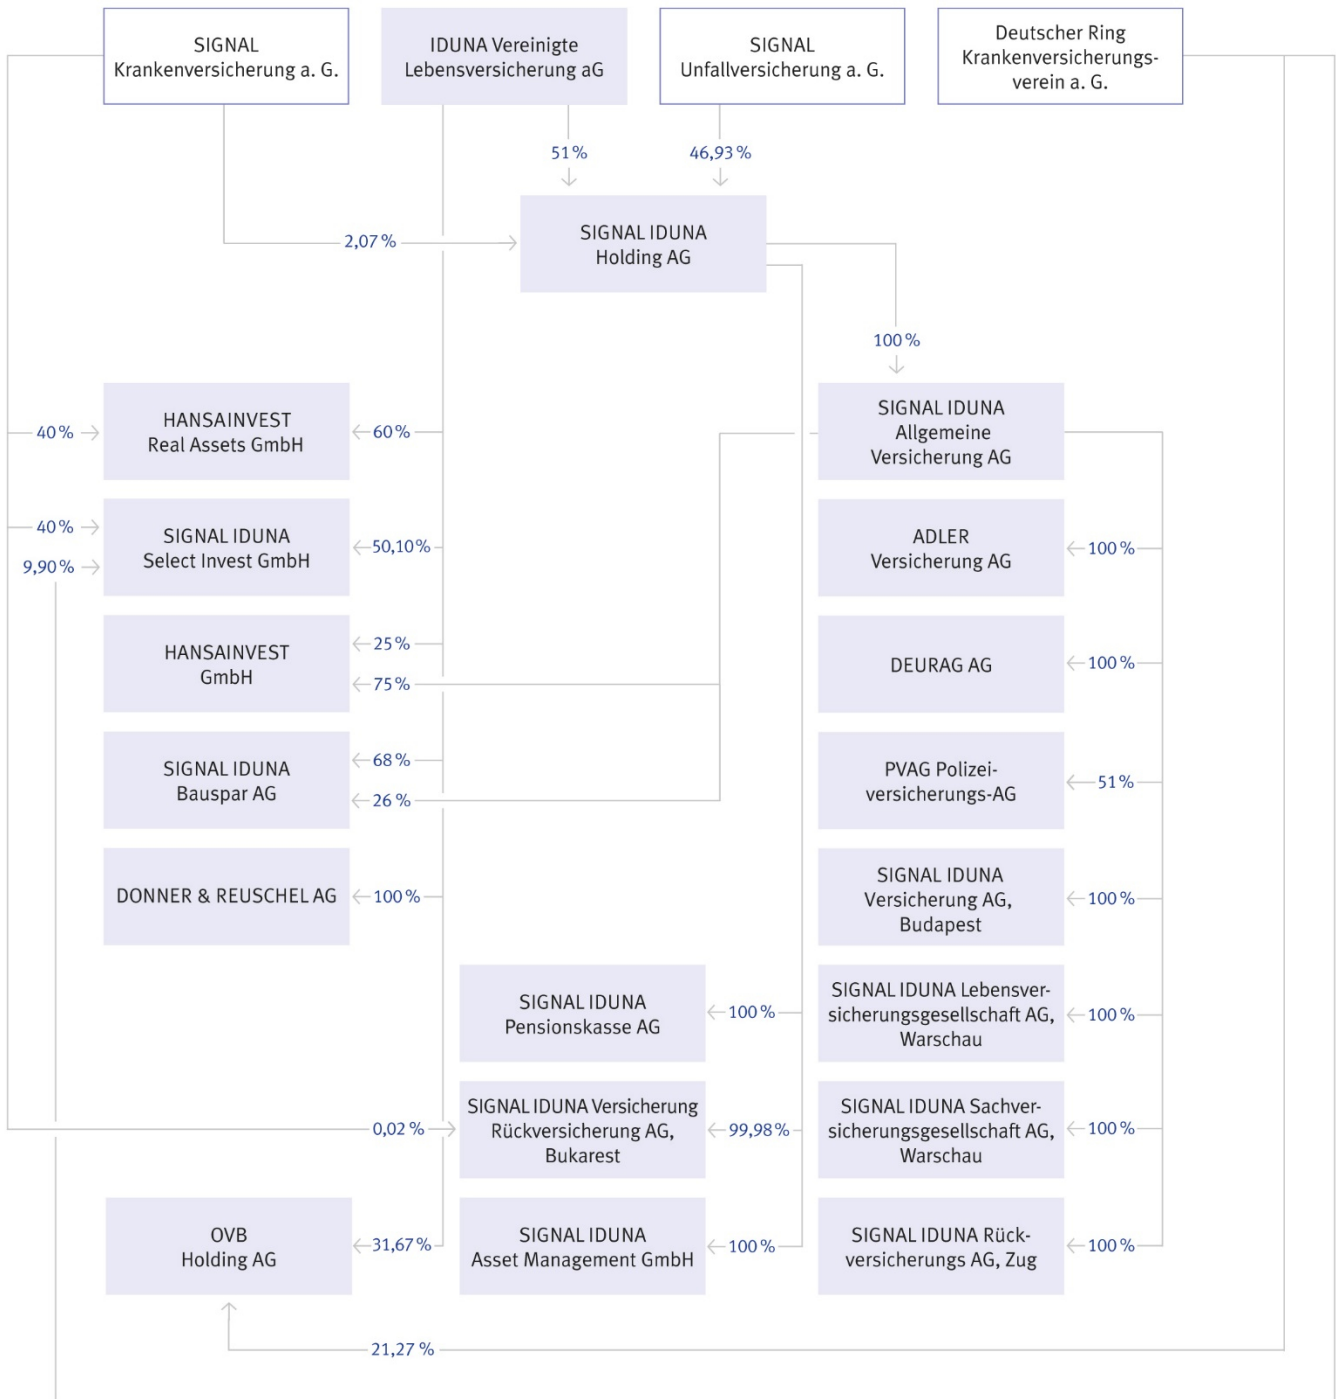 SIGNAL
Krankenversicherung a. G.
IDUNA Vereinigte
Lebensversicherung aG
SIGNAL
Unfallversicherung a. G.
Deutscher Ring
Krankenversicherungs-
verein a. G.
51 %
46,93 %
SIGNAL IDUNA
Holding AG
2,07 %
100 %
HANSAINVEST
Real Assets GmbH
40 %
60 %
SIGNAL IDUNA
Allgemeine
Versicherung AG
SIGNAL IDUNA
Select Invest GmbH
40 %
9,90 %
50,10 %
ADLER
Versicherung AG
100 %
HANSAINVEST
GmbH
25 %
75 %
DEURAG AG
100 %
SIGNAL IDUNA
Bauspar AG
68 %
26 %
PVAG Polizei-
versicherungs-AG
51 %
DONNER & REUSCHEL AG
100 %
SIGNAL IDUNA
Versicherung AG,
Budapest
100 %
SIGNAL IDUNA
Pensionskasse AG
100 %
SIGNAL IDUNA Lebensver-
sicherungsgesellschaft AG,
Warschau
100 %
0,02 %
SIGNAL IDUNA Versicherung
Rückversicherung AG,
Bukarest
99,98 %
SIGNAL IDUNA Sachver-
sicherungsgesellschaft AG,
Warschau
100 %
OVB
Holding AG
31,67 %
SIGNAL IDUNA
Asset Management GmbH
100 %
SIGNAL IDUNA Rück-
versicherungs AG, Zug
100 %
21,27 %